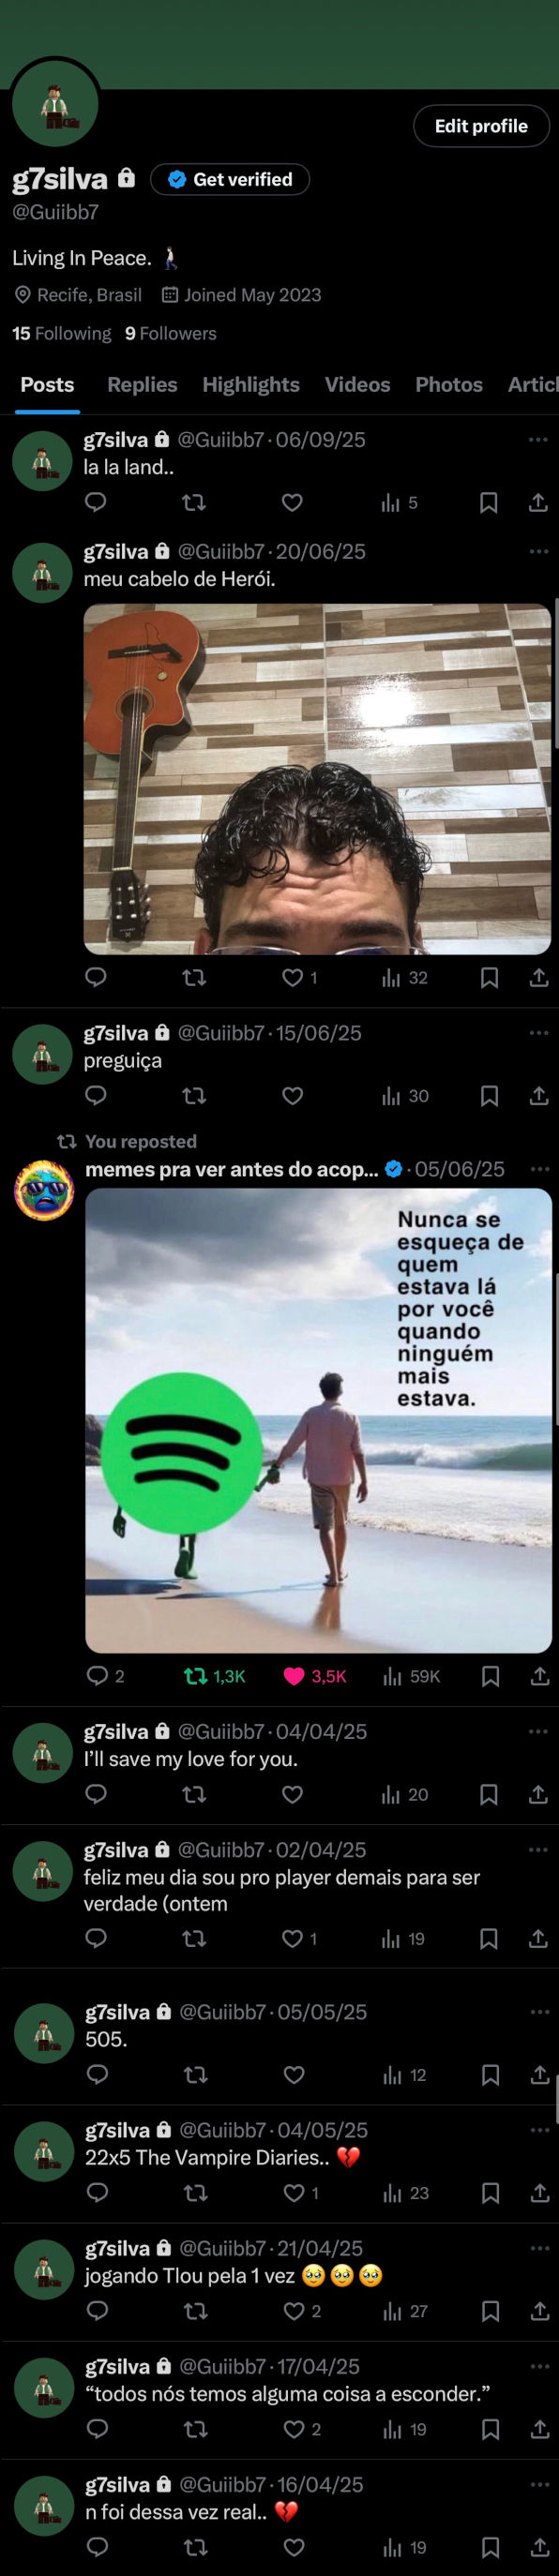 Edit profile
g7silva Get verified
@Guiibb7
Living In Peace.
Recife, Brasil Joined May 2023
15 Following 9 Followers
Posts Replies Highlights Videos Photos Articl
g7silva @Guiibb7 · 06/09/25
la la land..
5
g7silva @Guiibb7 · 20/06/25
meu cabelo de Herói.
1 32
g7silva @Guiibb7 · 15/06/25
preguiça
30
You reposted
memes pra ver antes do acop... · 05/06/25
Nunca se
esqueça de
quem
estava lá
por você
quando
ninguém
mais
estava.
2 1,3K 3,5K 59K
g7silva @Guiibb7 · 04/04/25
I'll save my love for you.
20
g7silva @Guiibb7 · 02/04/25
feliz meu dia sou pro player demais para ser
verdade (ontem
1 19
g7silva @Guiibb7 · 05/05/25
505.
12
g7silva @Guiibb7 · 04/05/25
22x5 The Vampire Diaries.. 💔
1 23
g7silva @Guiibb7 · 21/04/25
jogando Tlou pela 1 vez 🥹🥹🥹
2 27
g7silva @Guiibb7 · 17/04/25
“todos nós temos alguma coisa a esconder.”
2 19
g7silva @Guiibb7 · 16/04/25
n foi dessa vez real.. 💔
19